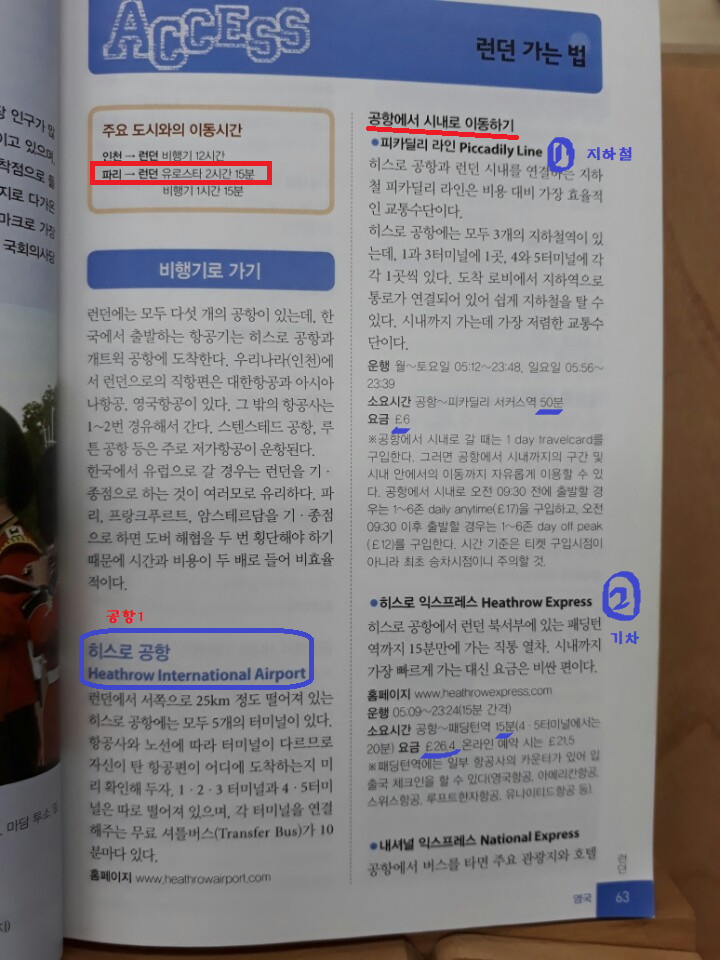 ACCESS
런던 가는 법
주요 도시와의 이동시간
인천 → 런던 비행기 12시간
파리 → 런던 유로스타 2시간 15분
비행기 1시간 15분
비행기로 가기
런던에는 모두 다섯 개의 공항이 있는데, 한
국에서 출발하는 항공기는 히스로 공항과
개트윅 공항에 도착한다. 우리나라(인천)에
서 런던으로의 직항편은 대한항공과 아시아
나항공, 영국항공이 있다. 그 밖의 항공사는
1~2번 경유해서 간다. 스텐스테드 공항, 루
튼 공항 등은 주로 저가항공이 운항된다.
한국에서 유럽으로 갈 경우는 런던을 기·
종점으로 하는 것이 여러모로 유리하다. 파
리, 프랑크푸르트, 암스테르담을 기·종점
으로 하면 도버 해협을 두 번 횡단해야 하기
때문에 시간과 비용이 두 배로 들어 비효율
적이다.
공항1
히스로 공항
Heathrow International Airport
런던에서 서쪽으로 25km 정도 떨어져 있는
히스로 공항에는 모두 5개의 터미널이 있다.
항공사와 노선에 따라 터미널이 다르므로
자신이 탄 항공편이 어디에 도착하는지 미
리 확인해 두자. 1·2·3 터미널과 4·5터미
널은 따로 떨어져 있으며, 각 터미널을 연결
해주는 무료 셔틀버스(Transfer Bus)가 10
분마다 있다.
홈페이지 www.heathrowairport.com
공항에서 시내로 이동하기
●피카딜리 라인 Piccadily Line ① 지하철
히스로 공항과 런던 시내를 연결하는 지하
철 피카딜리 라인은 비용 대비 가장 효율적
인 교통수단이다.
히스로 공항에는 모두 3개의 지하철역이 있
는데, 1과 3터미널에 1곳, 4와 5터미널에 각
각 1곳씩 있다. 도착 로비에서 지하역으로
통로가 연결되어 있어 쉽게 지하철을 탈 수
있다. 시내까지 가는데 가장 저렴한 교통수
단이다.
운행 월~토요일 05:12~23:48, 일요일 05:56~
23:39
소요시간 공항~피카딜리 서커스역 50분
요금 £6
※공항에서 시내로 갈 때는 1 day travelcard를
구입한다. 그러면 공항에서 시내까지의 구간 및
시내 안에서의 이동까지 자유롭게 이용할 수 있
다. 공항에서 시내로 오전 09:30 전에 출발할 경
우는 1~6존 daily anytime(£17)을 구입하고, 오전
09:30 이후 출발할 경우는 1~6존 day off peak
(£12)를 구입한다. 시간 기준은 티켓 구입시점이
아니라 최초 승차시점이니 주의할 것.
●히스로 익스프레스 Heathrow Express ②
기차
히스로 공항에서 런던 북서부에 있는 패딩턴
역까지 15분만에 가는 직통 열차. 시내까지
가장 빠르게 가는 대신 요금은 비싼 편이다.
홈페이지 www.heathrowexpress.com
운행 05:09~23:24(15분 간격)
소요시간 공항~패딩턴역 15분(4·5터미널에서는
20분) 요금 £26.4, 온라인 예약 시는 £21.5
※패딩턴역에는 일부 항공사의 카운터가 있어 입
출국 체크인을 할 수 있다(영국항공, 아메리칸항공,
스위스항공, 루프트한자항공, 유나이티드항공 등).
●내셔널 익스프레스 National Express
공항에서 버스를 타면 주요 관광지와 호텔
런던
영국 63
장 인구가 많
이고 있으며,
착점으로 들
지로 다가온
마크로 가장
국회의사당
마담 투소 및